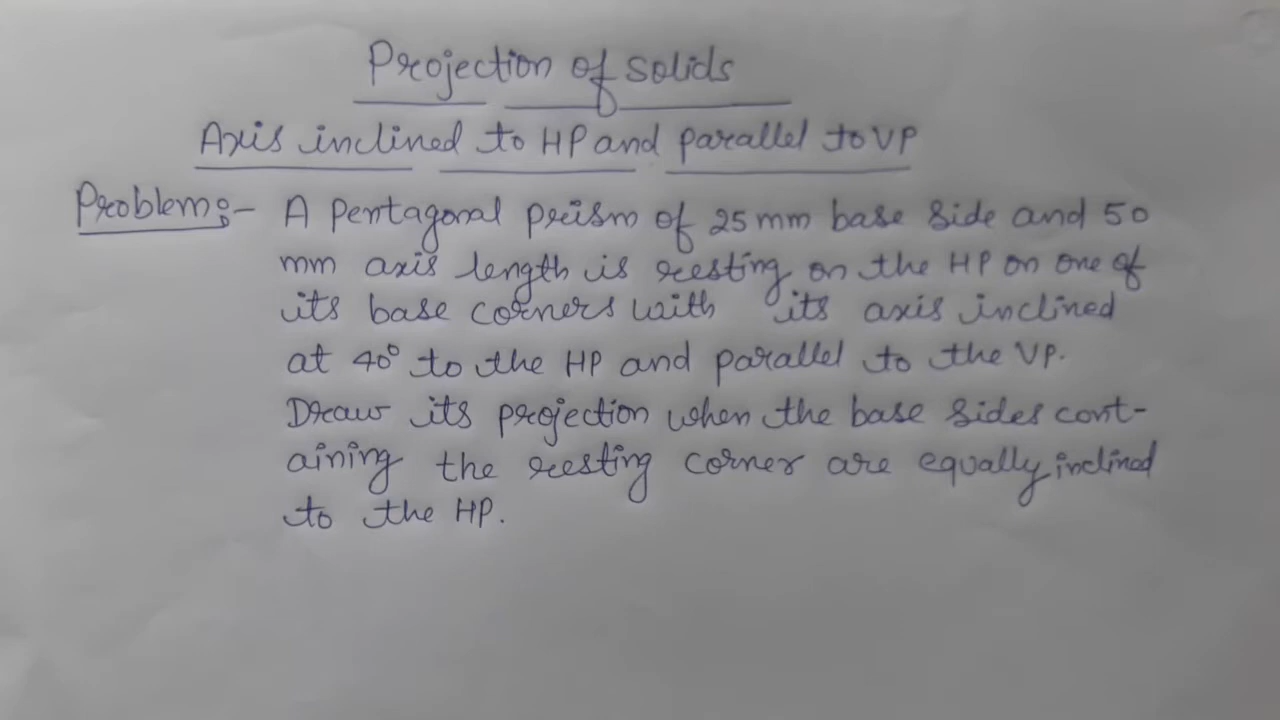 Projection of solids
Axis inclined to HP and parallel to VP
Problem:- A pentagonal prism of 25 mm base side and 50
mm axis length is resting on the HP on one of
its base corners with its axis inclined
at 40° to the HP and parallel to the VP.
Draw its projection when the base sides cont-
aining the resting corner are equally inclined
to the HP.